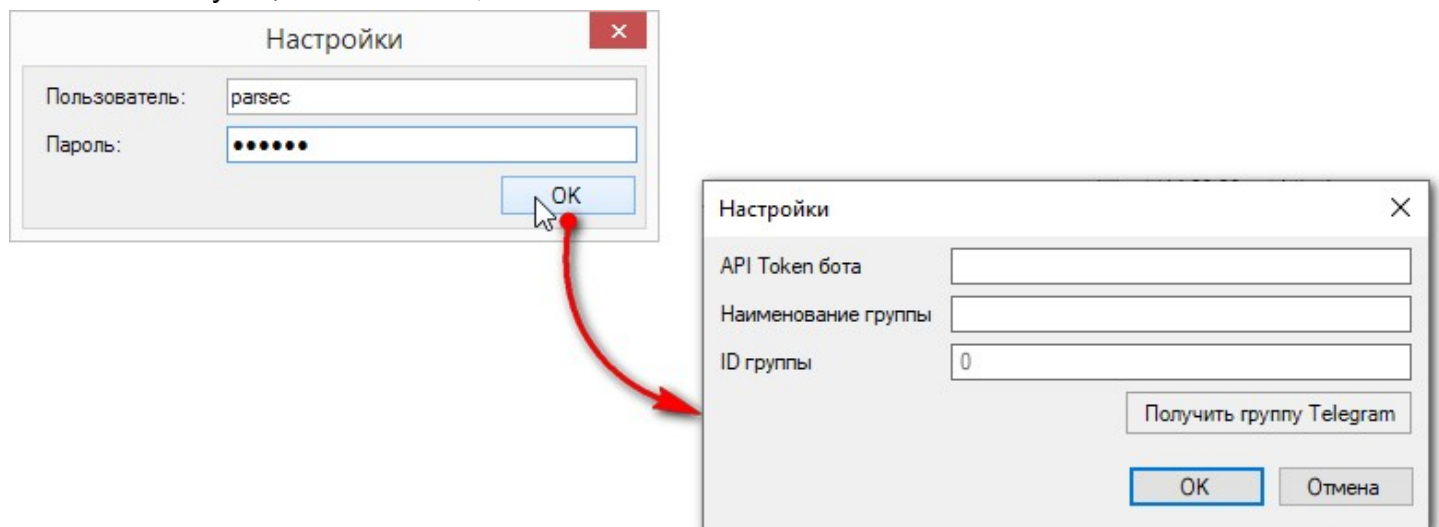 Настройки
Пользователь: parsec
Пароль: ••••••
OK
Настройки
API Token бота
Наименование группы
ID группы 0
Получить группу Telegram
OK Отмена